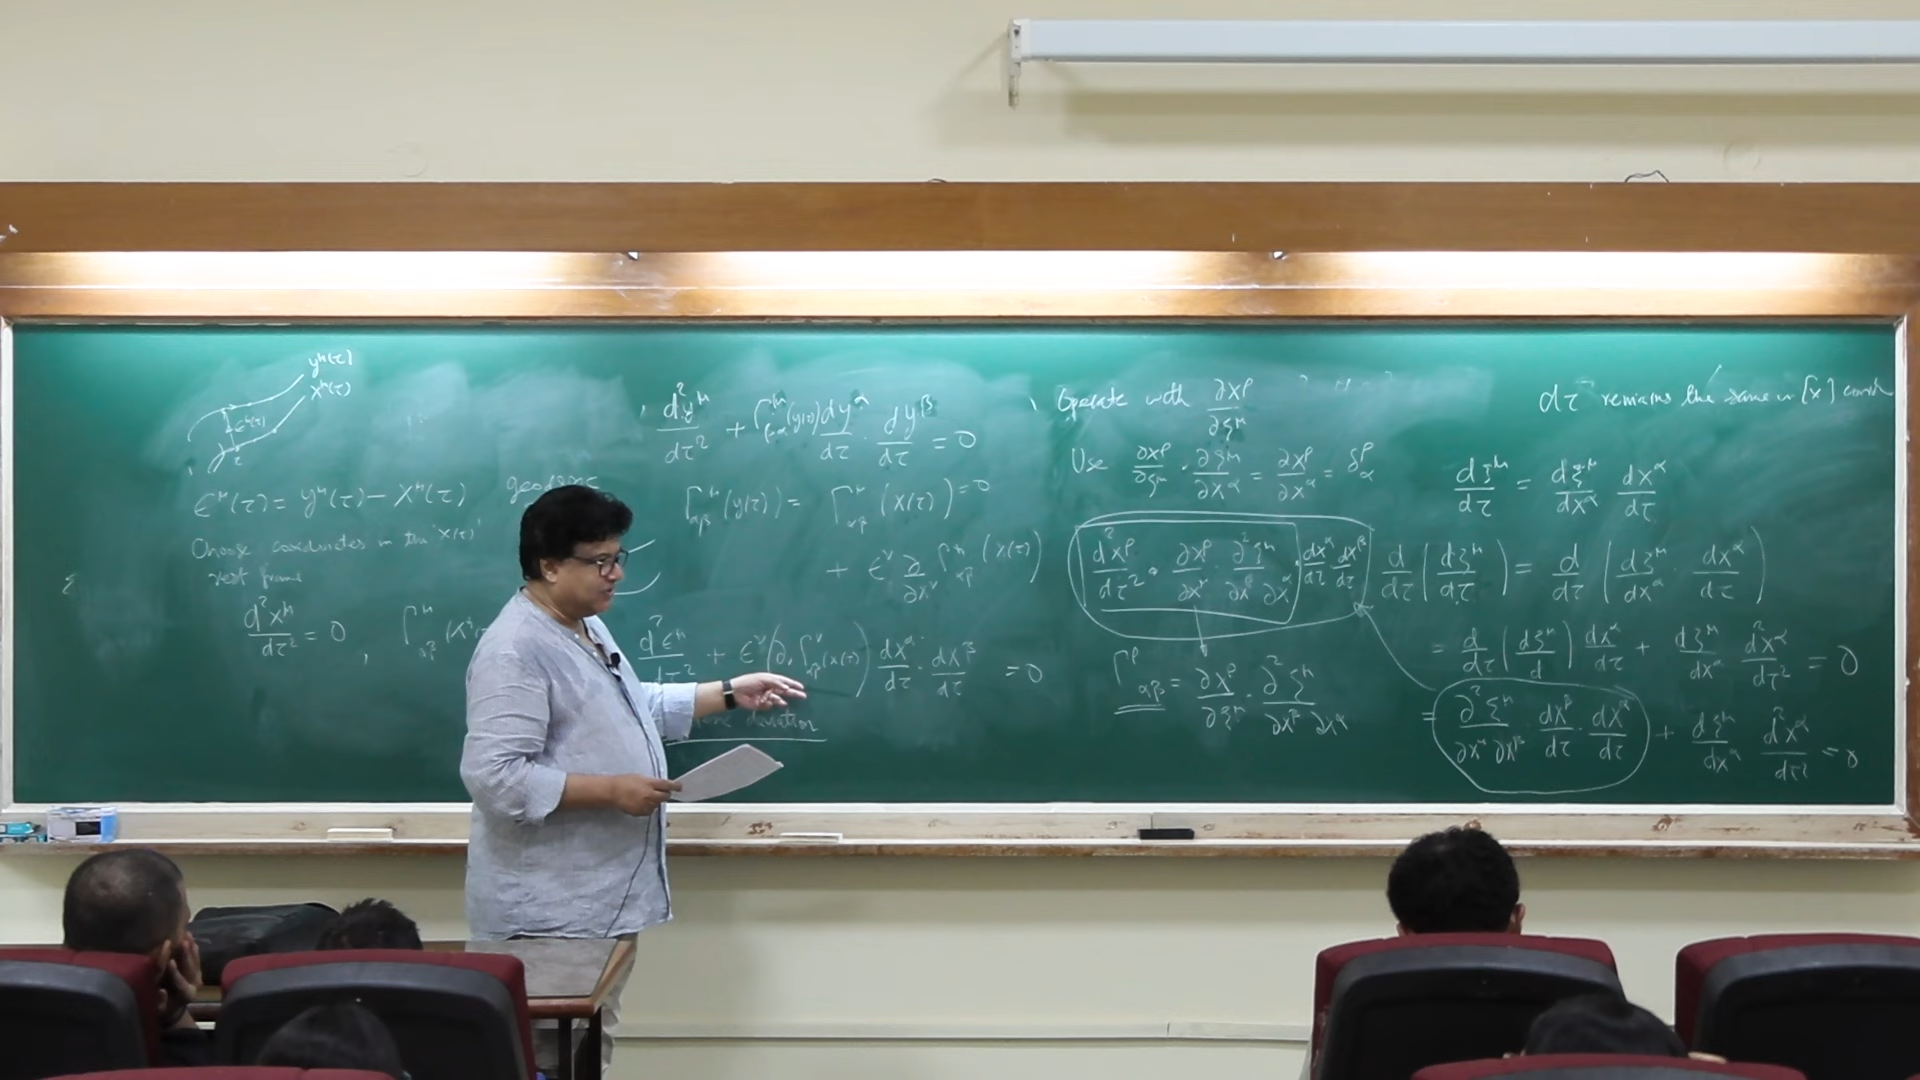 y^μ(τ)
x^μ(τ)
ε^μ(τ)
τ
ε^μ(τ) = y^μ(τ) − x^μ(τ)
Choose coordinates in the 'x(τ)'
rest frame
d²x^μ/dτ² = 0 , Γ^μ_αβ (x^
d²y^μ/dτ² + Γ^μ (y(τ)) dy^α/dτ · dy^β/dτ = 0
geodesic
Γ^μ_αβ (y(τ)) = Γ^μ_αβ (x(τ)) = 0
+ ε^ν ∂/∂x^ν Γ^μ_αβ (x(τ))
d²ε^μ/dτ² + ε^ν (∂_ν Γ^ν_αβ (x(τ))) dx^α/dτ · dx^β/dτ = 0
deviation
Operate with ∂x^ρ/∂ξ^μ
Use ∂x^ρ/∂ξ^μ · ∂ξ^μ/∂x^α = ∂x^ρ/∂x^α = δ^ρ_α
d²x^ρ/dτ² + ∂x^ρ/∂x^μ · ∂²ξ^μ/∂x^β ∂x^α · dx^α/dτ dx^β/dτ
Γ^ρ_αβ = ∂x^ρ/∂ξ^μ · ∂²ξ^μ/∂x^β ∂x^α
dτ remains the same in [x]
dξ^μ/dτ = dξ^μ/dx^α dx^α/dτ
d/dτ (dξ^μ/dτ) = d/dτ (dξ^μ/dx^α · dx^α/dτ)
= d/dτ (dξ^μ/d) dx^α/dτ + dξ^μ/dx^α d²x^α/dτ² = 0
= ∂²ξ^μ/∂x^α ∂x^β · dx^β/dτ · dx^α/dτ + dξ^μ/dx^α d²x^α/dτ² = 0